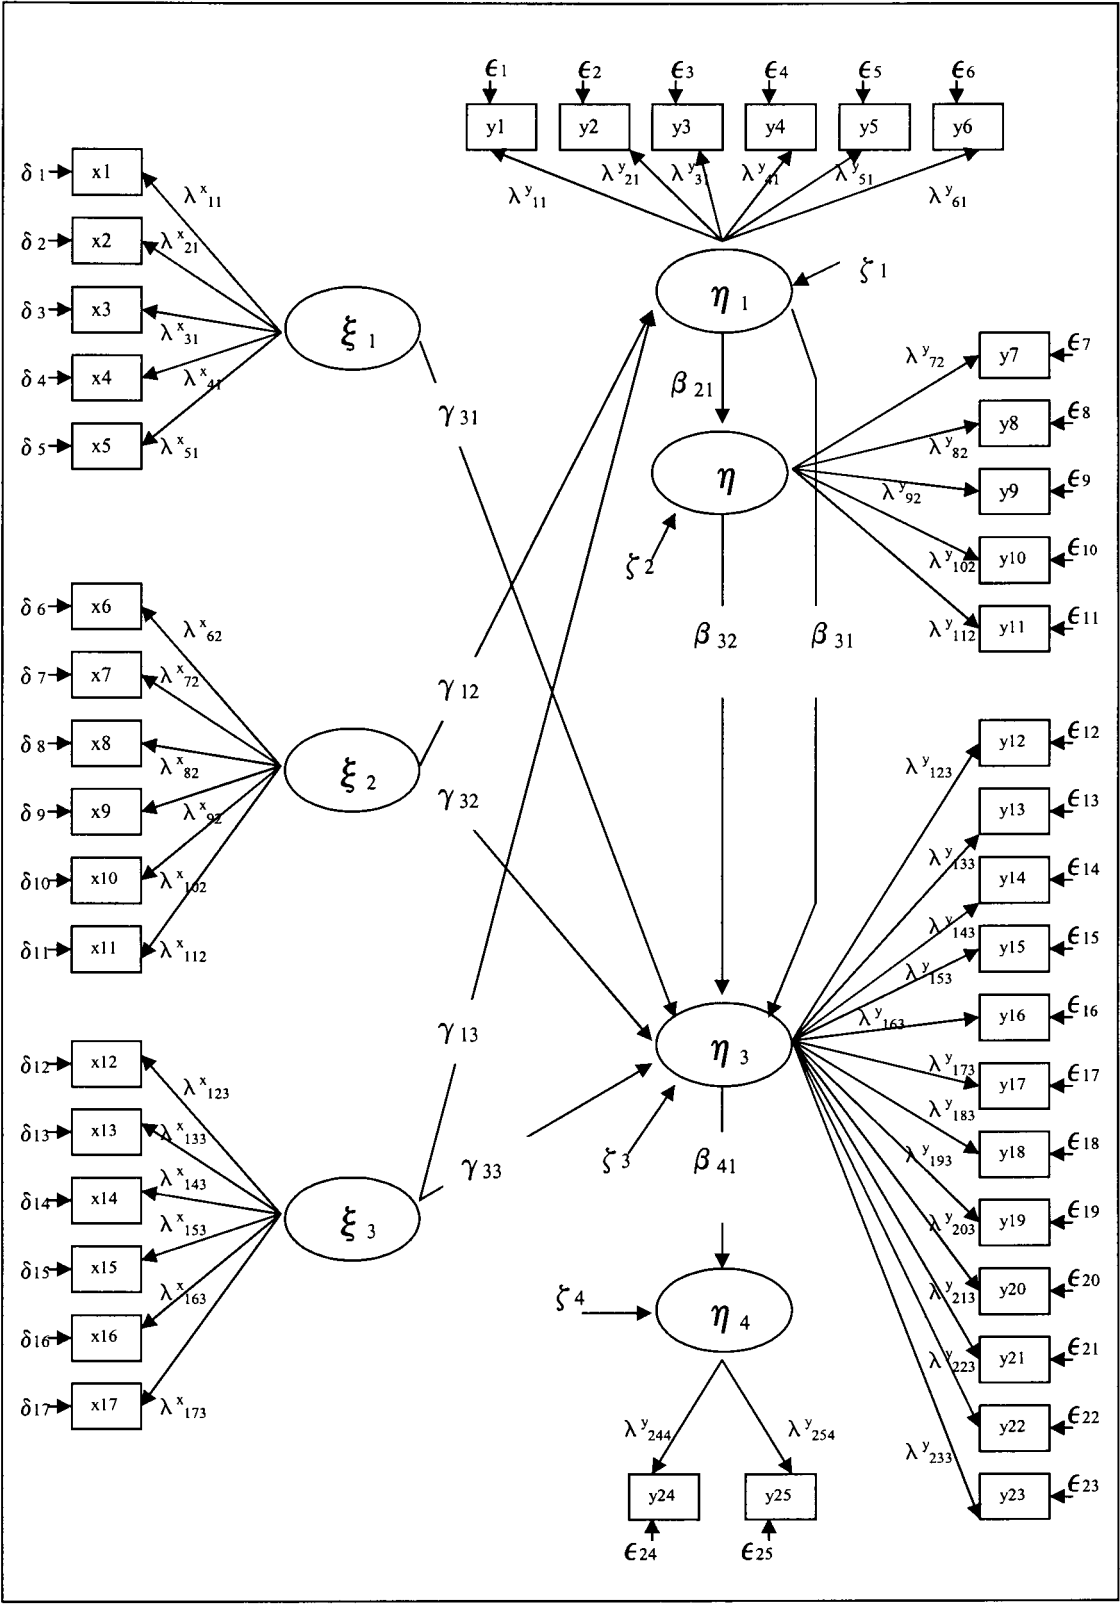 ϵ1 ϵ2 ϵ3 ϵ4 ϵ5 ϵ6
y1 y2 y3 y4 y5 y6
λʸ11 λʸ21 λʸ31 λʸ41 λʸ51 λʸ61
δ1 x1 λˣ11
δ2 x2 λˣ21
δ3 x3 λˣ31
δ4 x4 λˣ41
δ5 x5 λˣ51
ξ1
η1 ζ1
γ31
β21
η
ζ2
λʸ72 y7 ϵ7
λʸ82 y8 ϵ8
λʸ92 y9 ϵ9
λʸ102 y10 ϵ10
λʸ112 y11 ϵ11
β32 β31
δ6 x6 λˣ62
δ7 x7 λˣ72
δ8 x8 λˣ82
δ9 x9 λˣ92
δ10 x10 λˣ102
δ11 x11 λˣ112
ξ2
γ12
γ32
γ13
η3
ζ3
γ33
β41
λʸ123 y12 ϵ12
λʸ133 y13 ϵ13
λʸ143 y14 ϵ14
λʸ153 y15 ϵ15
λʸ163 y16 ϵ16
λʸ173 y17 ϵ17
λʸ183 y18 ϵ18
λʸ193 y19 ϵ19
λʸ203 y20 ϵ20
λʸ213 y21 ϵ21
λʸ223 y22 ϵ22
λʸ233 y23 ϵ23
δ12 x12 λˣ123
δ13 x13 λˣ133
δ14 x14 λˣ143
δ15 x15 λˣ153
δ16 x16 λˣ163
δ17 x17 λˣ173
ξ3
ζ4 η4
λʸ244 λʸ254
y24 y25
ϵ24 ϵ25